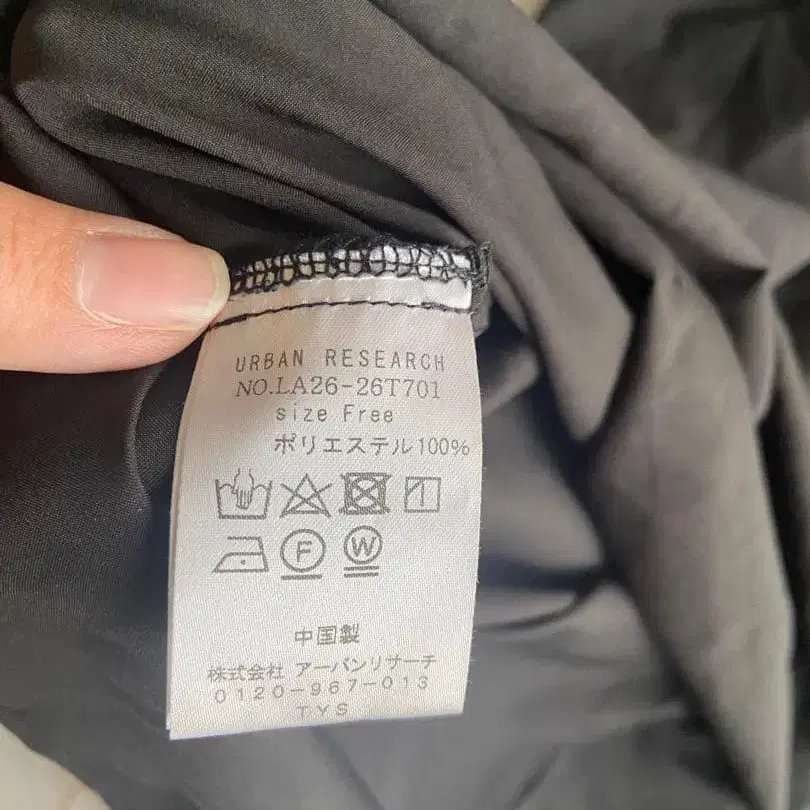 URBAN RESEARCH
NO.LA26-26T701
size Free
ポリエステル100%
F W
中国製
株式会社 アーバンリサーチ
0120-967-013
TYS